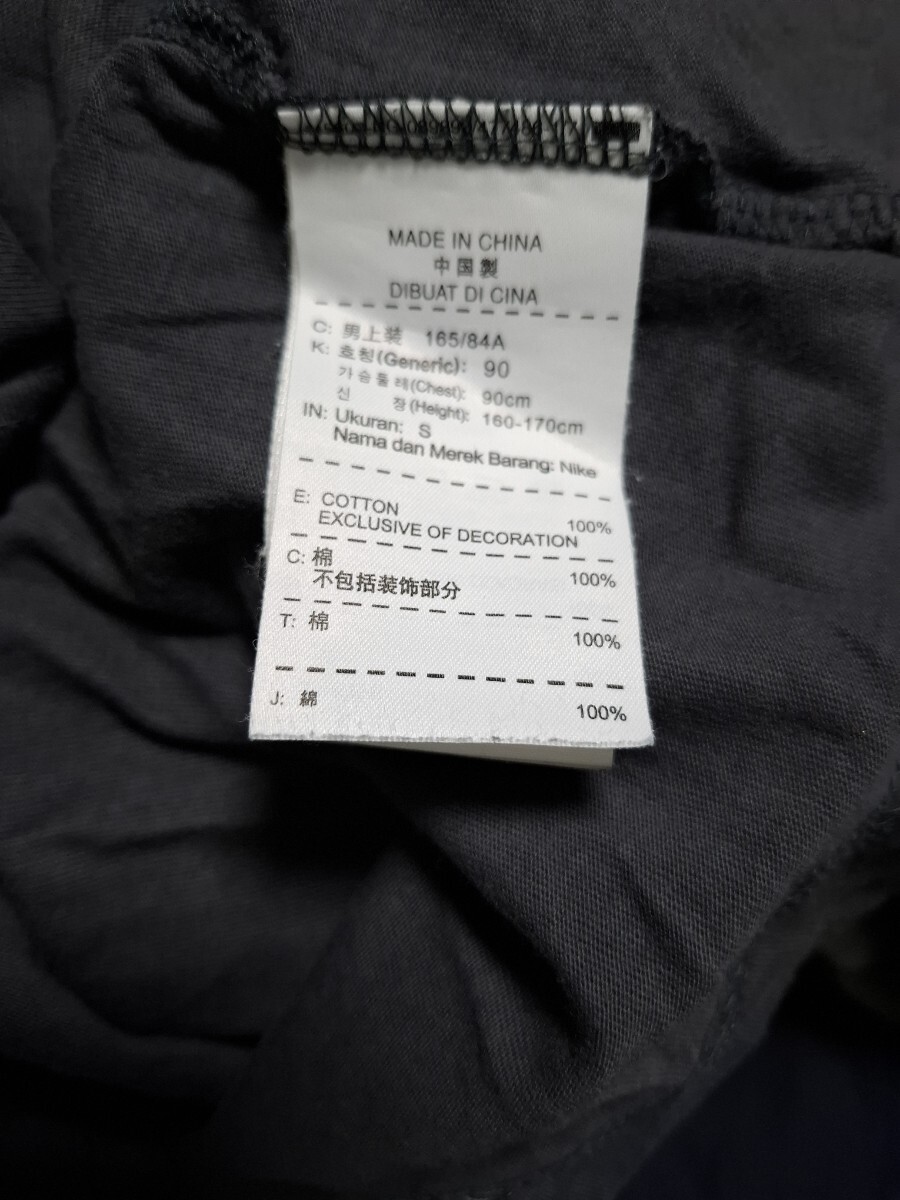 MADE IN CHINA
中国製
DIBUAT DI CINA
C: 男上装 165/84A
K: 호칭(Generic): 90
가슴둘레(Chest): 90cm
신 장(Height): 160-170cm
IN: Ukuran: S
Nama dan Merek Barang: Nike
E: COTTON 100%
EXCLUSIVE OF DECORATION
C: 棉 100%
不包括装饰部分
T: 棉 100%
J: 綿 100%